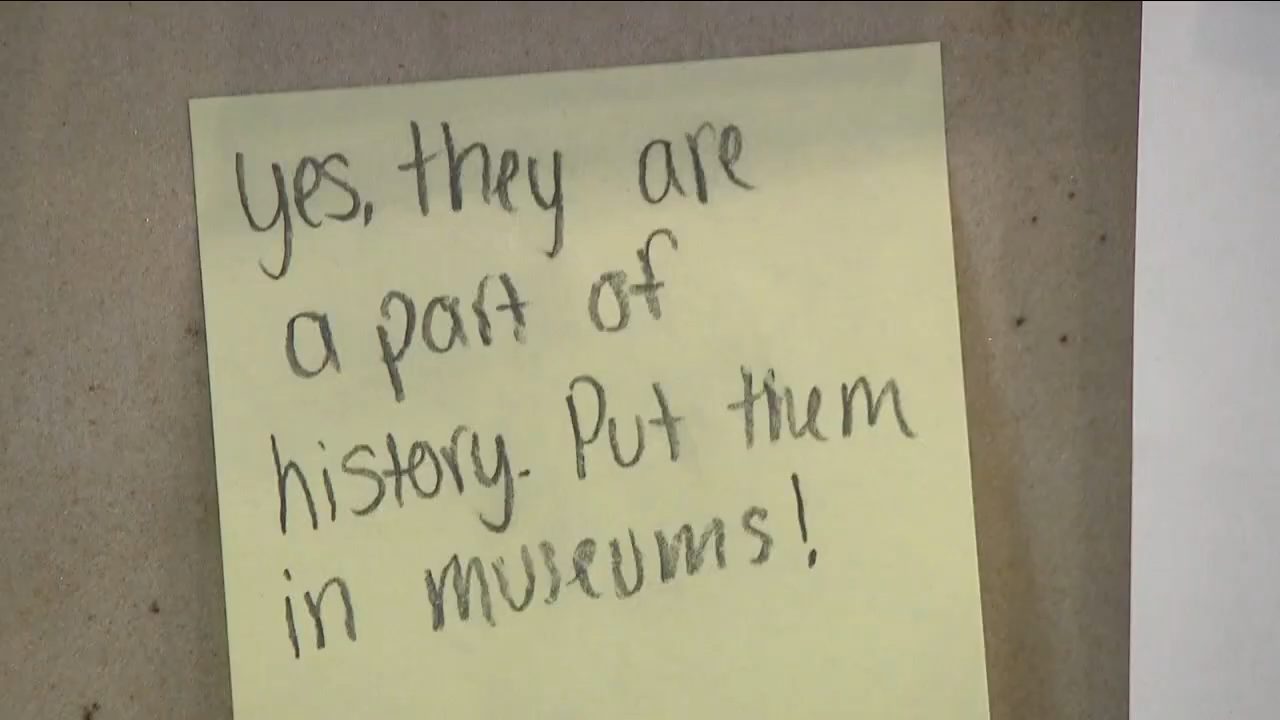 yes, they are
a part of
history. Put them
in museums!